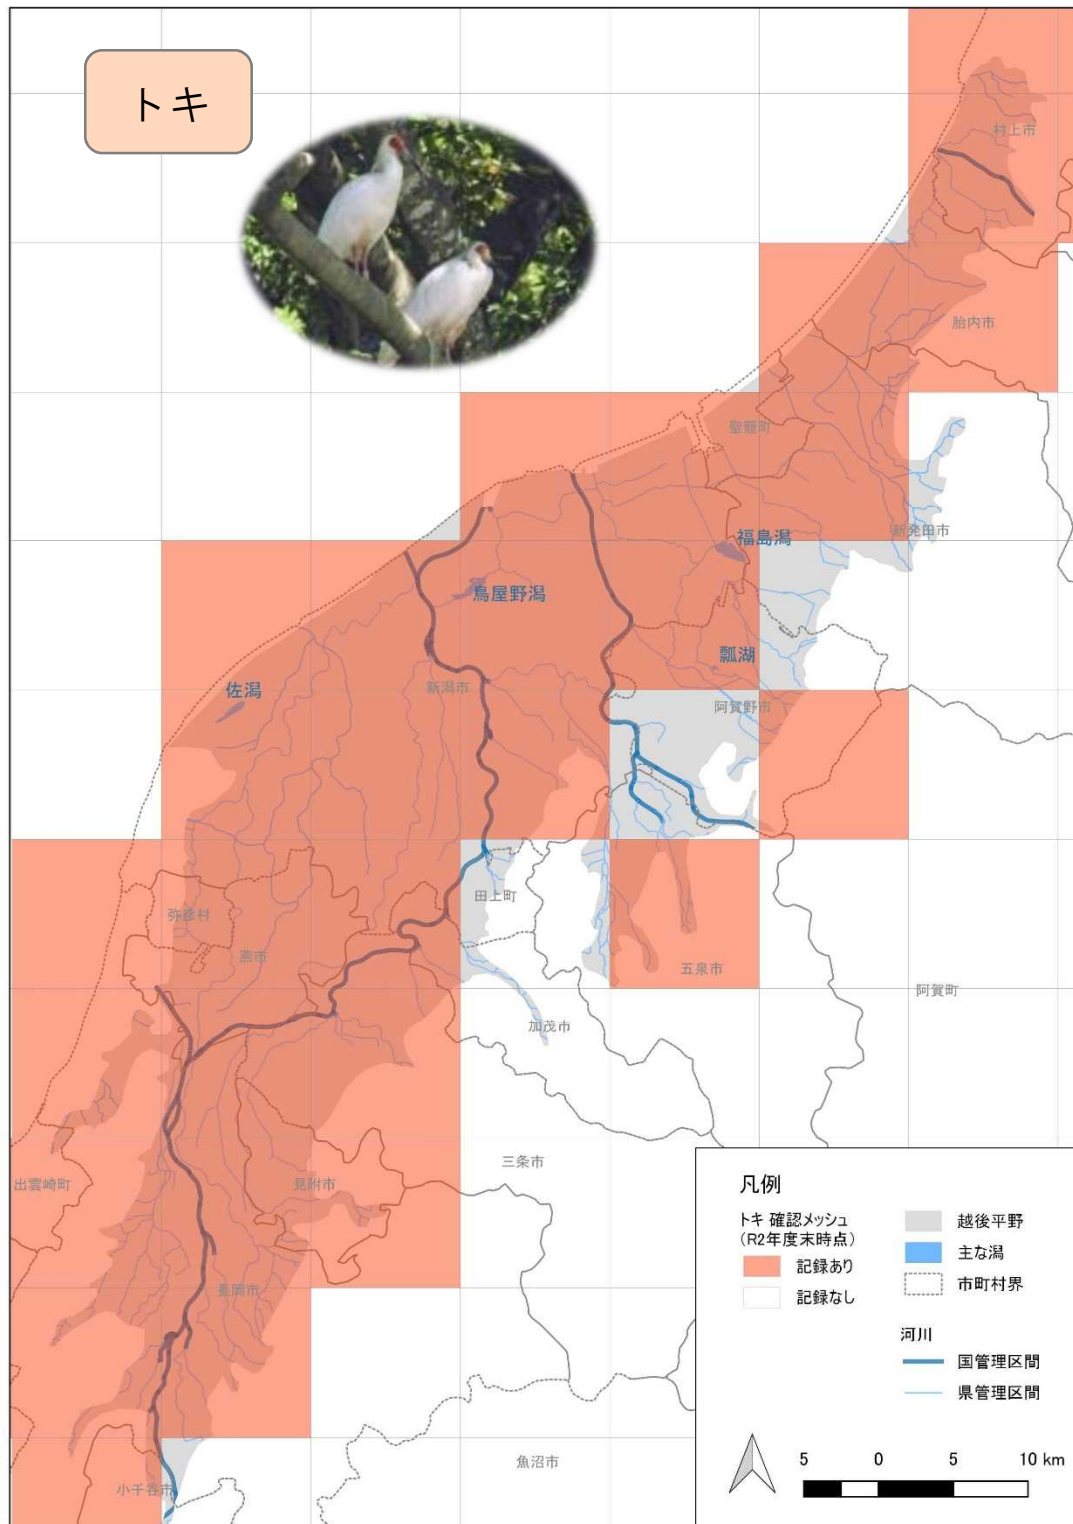 トキ
村上市
胎内市
聖籠町
新発田市
福島潟
鳥屋野潟
瓢湖
佐潟
新潟市
阿賀野市
田上町
弥彦村
燕市
五泉市
阿賀町
加茂市
三条市
出雲崎町
見附市
長岡市
魚沼市
小千谷市
凡例
トキ 確認メッシュ
(R2年度末時点)
記録あり
記録なし
越後平野
主な潟
市町村界
河川
国管理区間
県管理区間
5 0 5 10 km